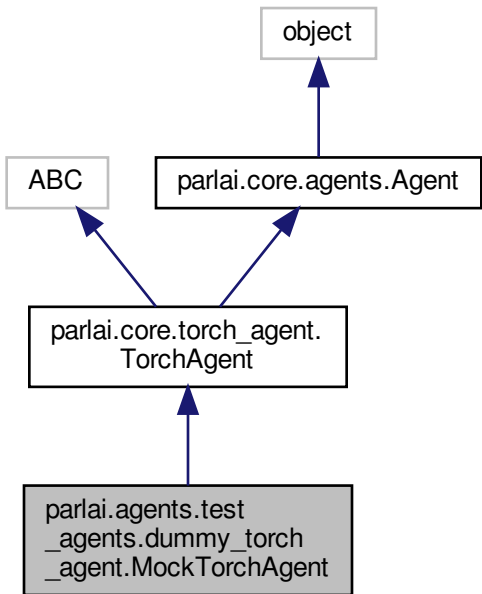 object
ABC
parlai.core.agents.Agent
parlai.core.torch_agent.
TorchAgent
parlai.agents.test
_agents.dummy_torch
_agent.MockTorchAgent